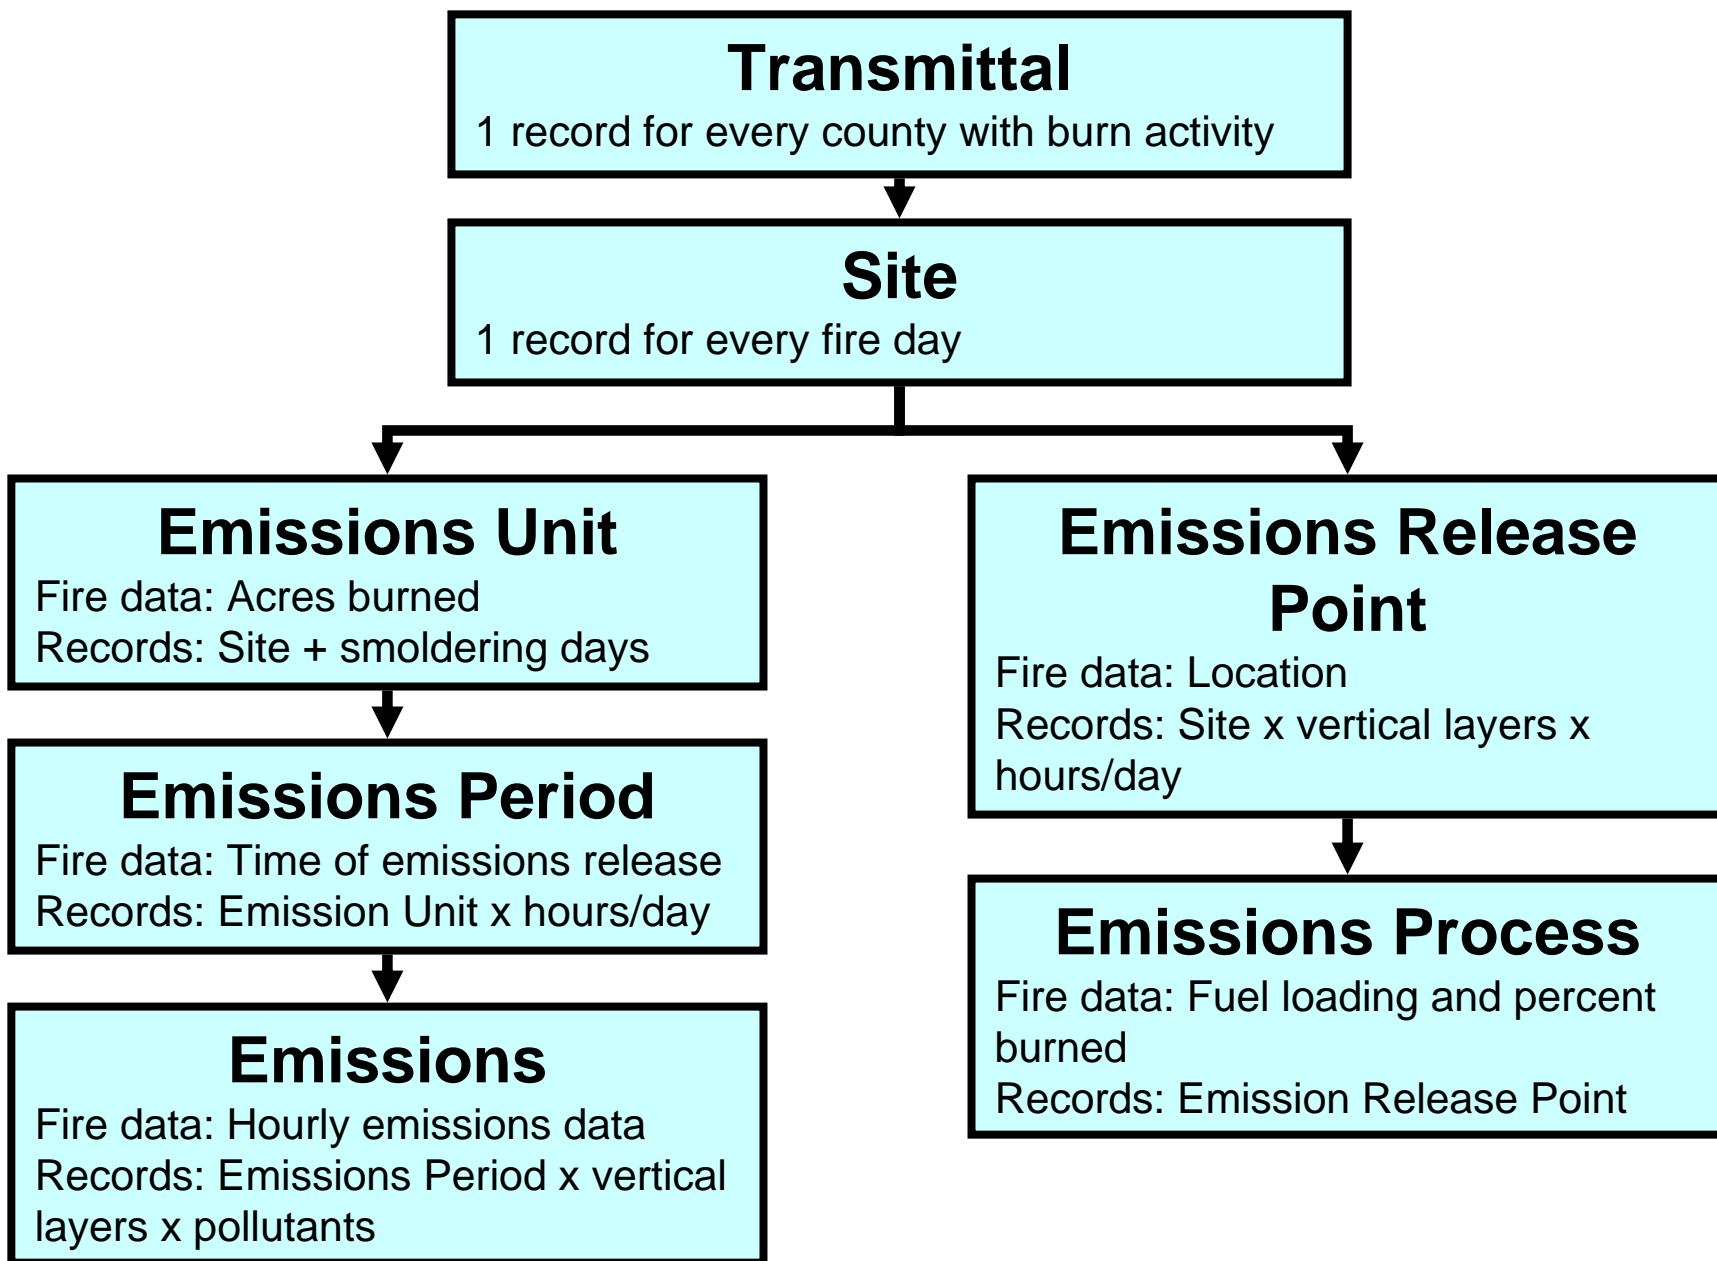 Transmittal
1 record for every county with burn activity
Site
1 record for every fire day
Emissions Unit
Fire data: Acres burned
Records: Site + smoldering days
Emissions Period
Fire data: Time of emissions release
Records: Emission Unit x hours/day
Emissions
Fire data: Hourly emissions data
Records: Emissions Period x vertical
layers x pollutants
Emissions Release
Point
Fire data: Location
Records: Site x vertical layers x
hours/day
Emissions Process
Fire data: Fuel loading and percent
burned
Records: Emission Release Point